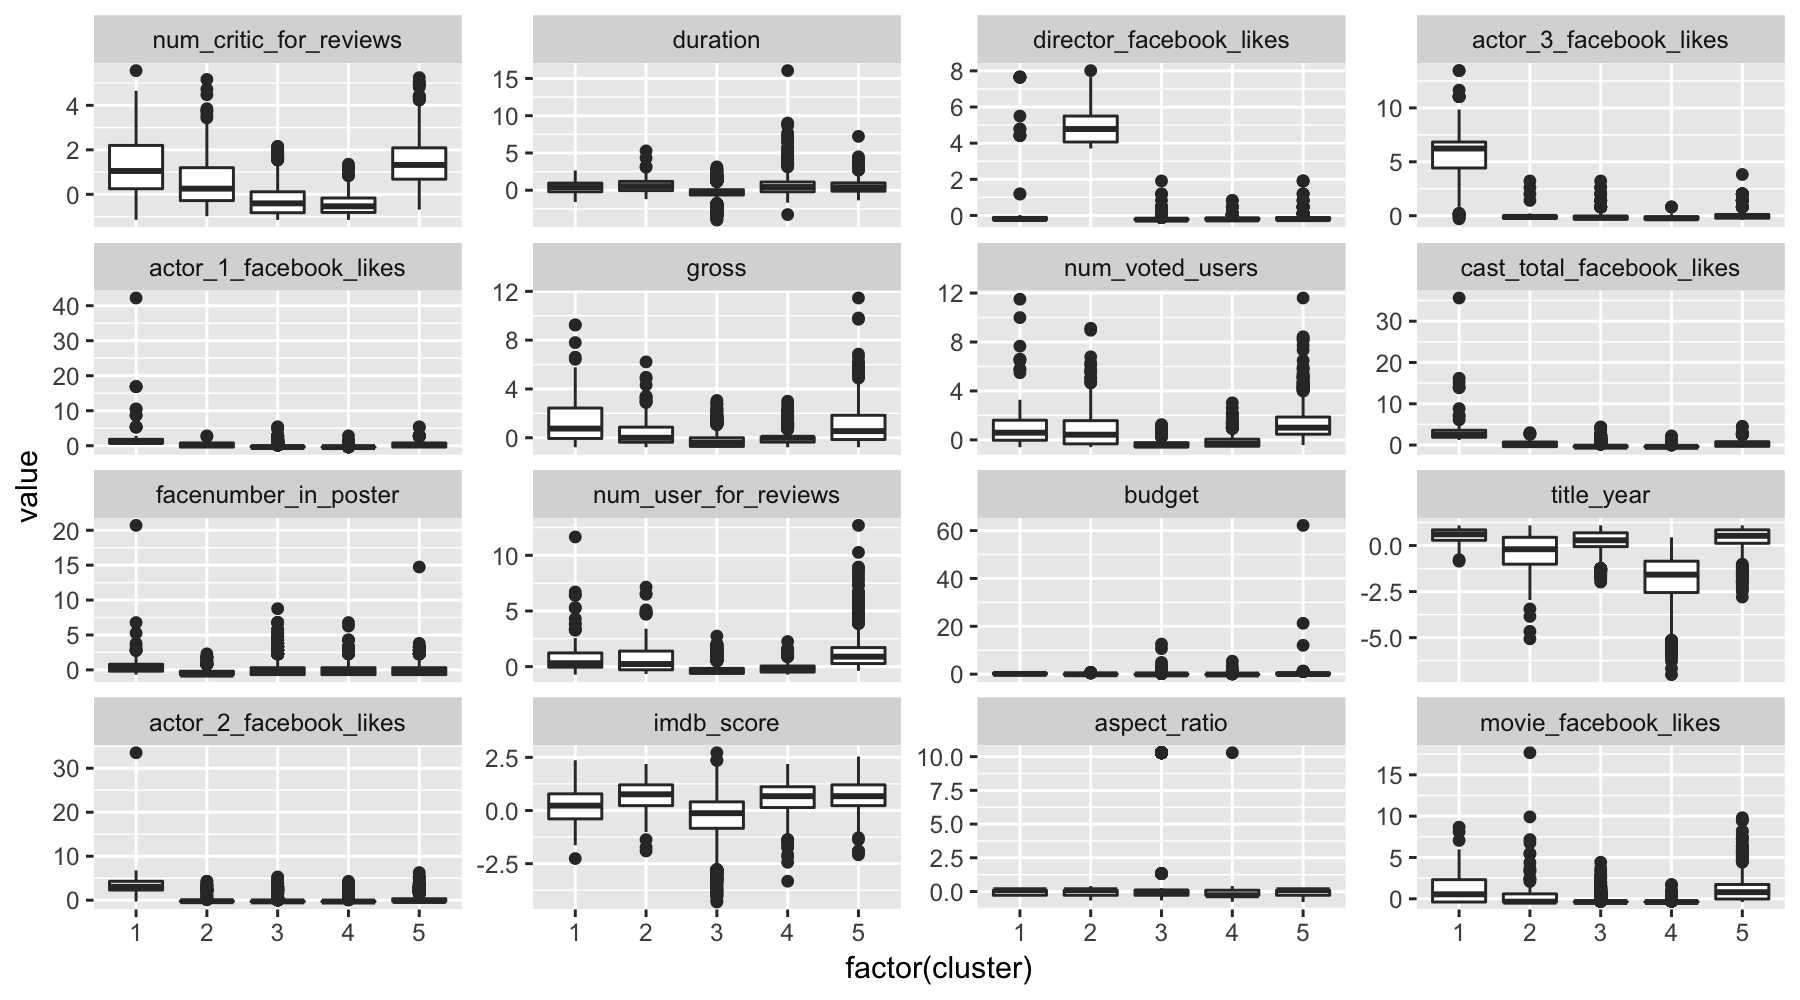 num_critic_for_reviews
duration
director_facebook_likes
actor_3_facebook_likes
4
2
0
15
10
5
0
8
6
4
2
0
10
5
0
actor_1_facebook_likes
gross
num_voted_users
cast_total_facebook_likes
40
30
20
10
0
12
8
4
0
12
8
4
0
30
20
10
0
facenumber_in_poster
num_user_for_reviews
budget
title_year
20
15
10
5
0
10
5
0
60
40
20
0
0.0
-2.5
-5.0
actor_2_facebook_likes
imdb_score
aspect_ratio
movie_facebook_likes
30
20
10
0
2.5
0.0
-2.5
10.0
7.5
5.0
2.5
0.0
15
10
5
0
1 2 3 4 5
1 2 3 4 5
1 2 3 4 5
1 2 3 4 5
value
factor(cluster)